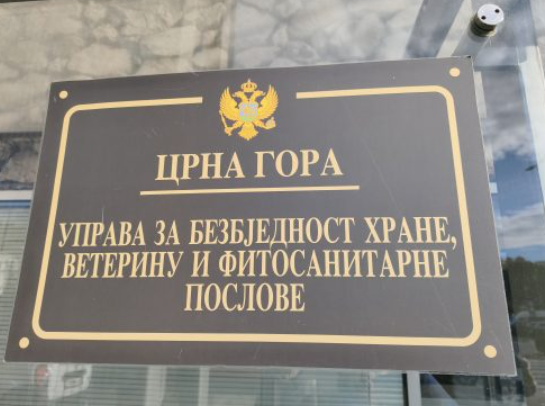 ЦРНА ГОРА
УПРАВА ЗА БЕЗБЈЕДНОСТ ХРАНЕ,
ВЕТЕРИНУ И ФИТОСАНИТАРНЕ
ПОСЛОВЕ